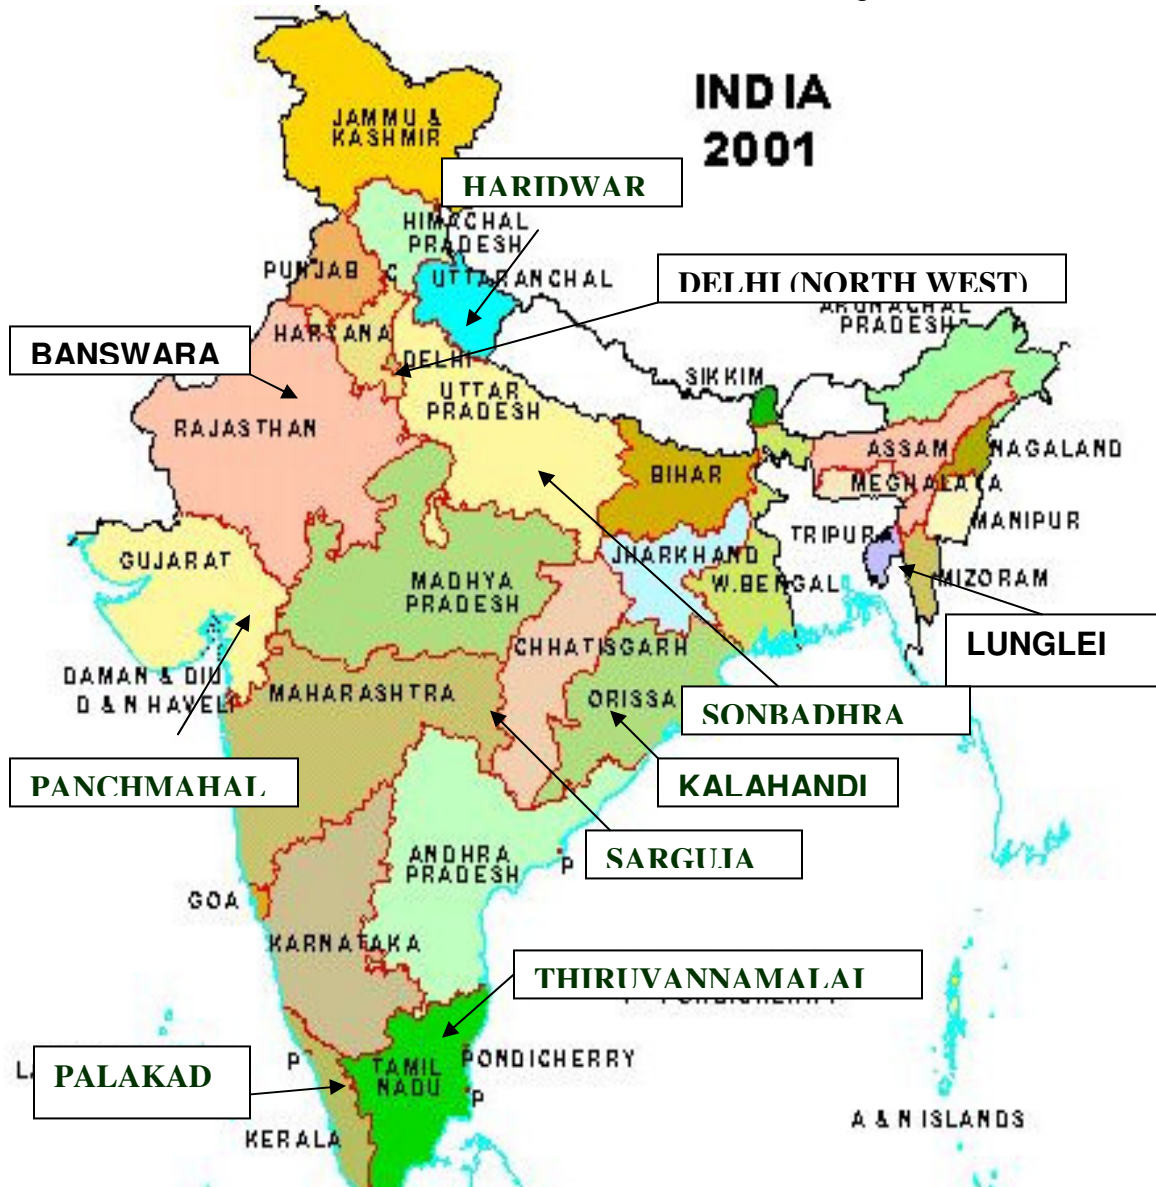 INDIA
2001
JAMMU &
KASHMIR
HARIDWAR
HIMACHAL
PRADESH
PUNJAB
C
UTTARANCHAL
DELHI (NORTH WEST)
ARUNACHAL
PRADESH
HARYANA
BANSWARA
DELHI
SIKKIM
UTTAR
PRADESH
RAJASTHAN
ASSAM
NAGALAND
BIHAR
MEGHALAYA
MANIPUR
TRIPURA
GUJARAT
JHARKHAND
MADHYA
PRADESH
W.BENGAL
MIZORAM
LUNGLEI
CHHATISGARH
DAMAN & DIU
D & N HAVELI
MAHARASHTRA
ORISSA
SONBADHRA
PANCHMAHAL
KALAHANDI
SARGUJA
ANDHRA
PRADESH
P
GOA
KARNATAKA
THIRUVANNAMALAI
P
PONDICHERRY
PALAKAD
TAMIL
NADU
P
KERALA
A & N ISLANDS